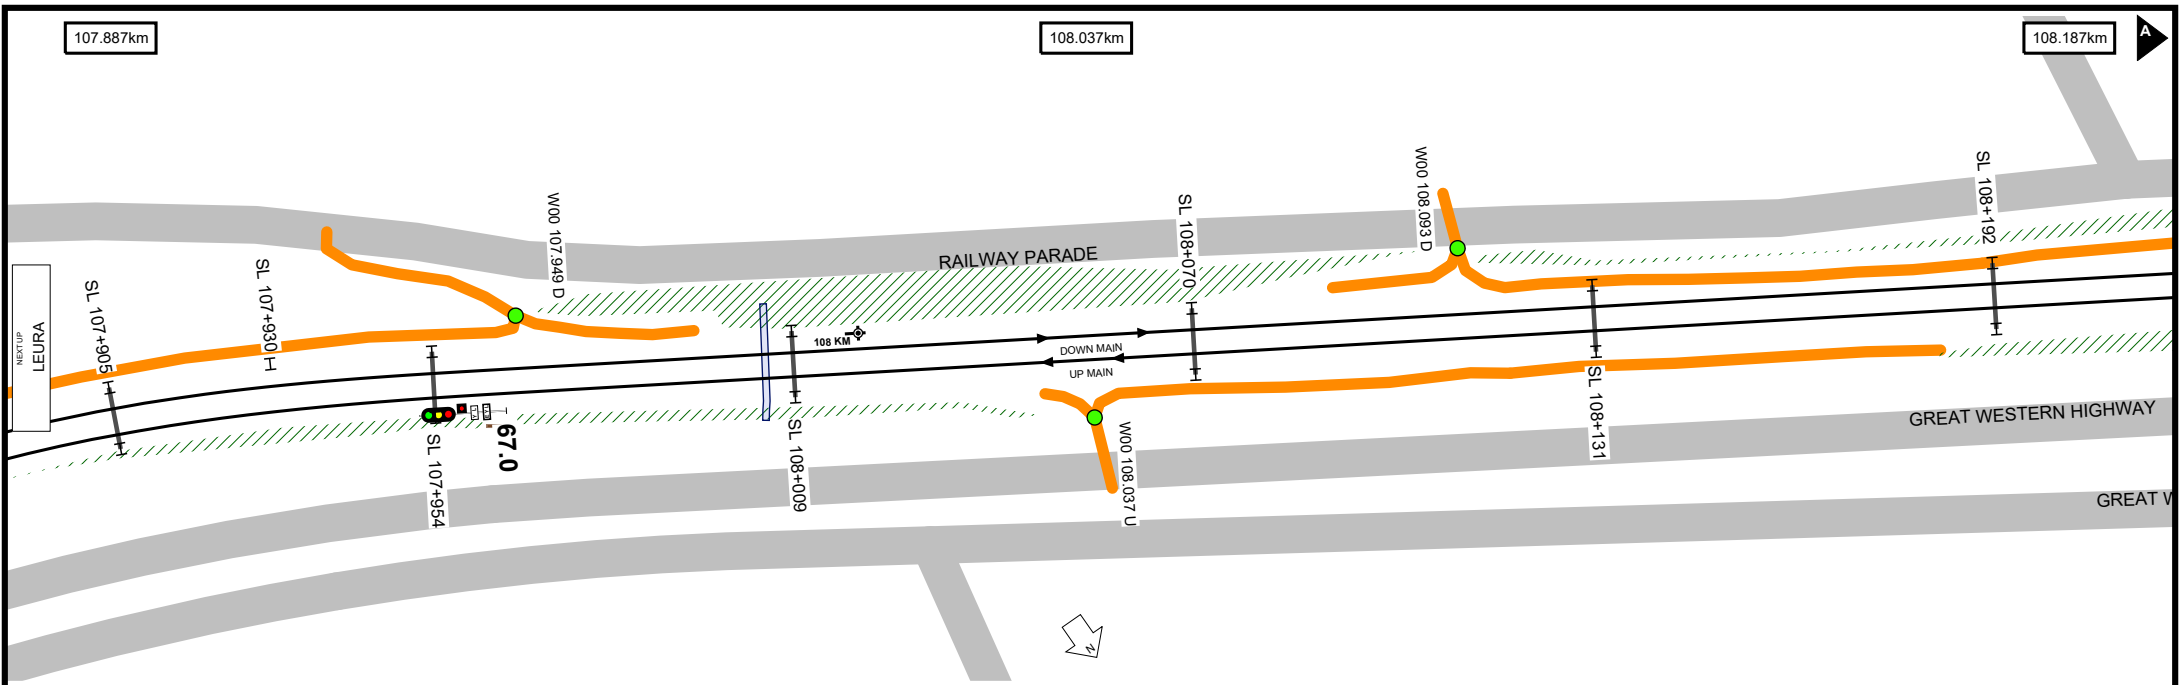 107.887km
108.037km
108.187km
A
NEXT UP
LEURA
SL 107+905
SL 107+930
W00 107.949 D
RAILWAY PARADE
SL 108+070
W00 108.093 D
SL 108+192
108 KM
DOWN MAIN
UP MAIN
67.0
SL 107+954
SL 108+009
W00 108.037 U
SL 108+131
GREAT WESTERN HIGHWAY
GREAT W
N